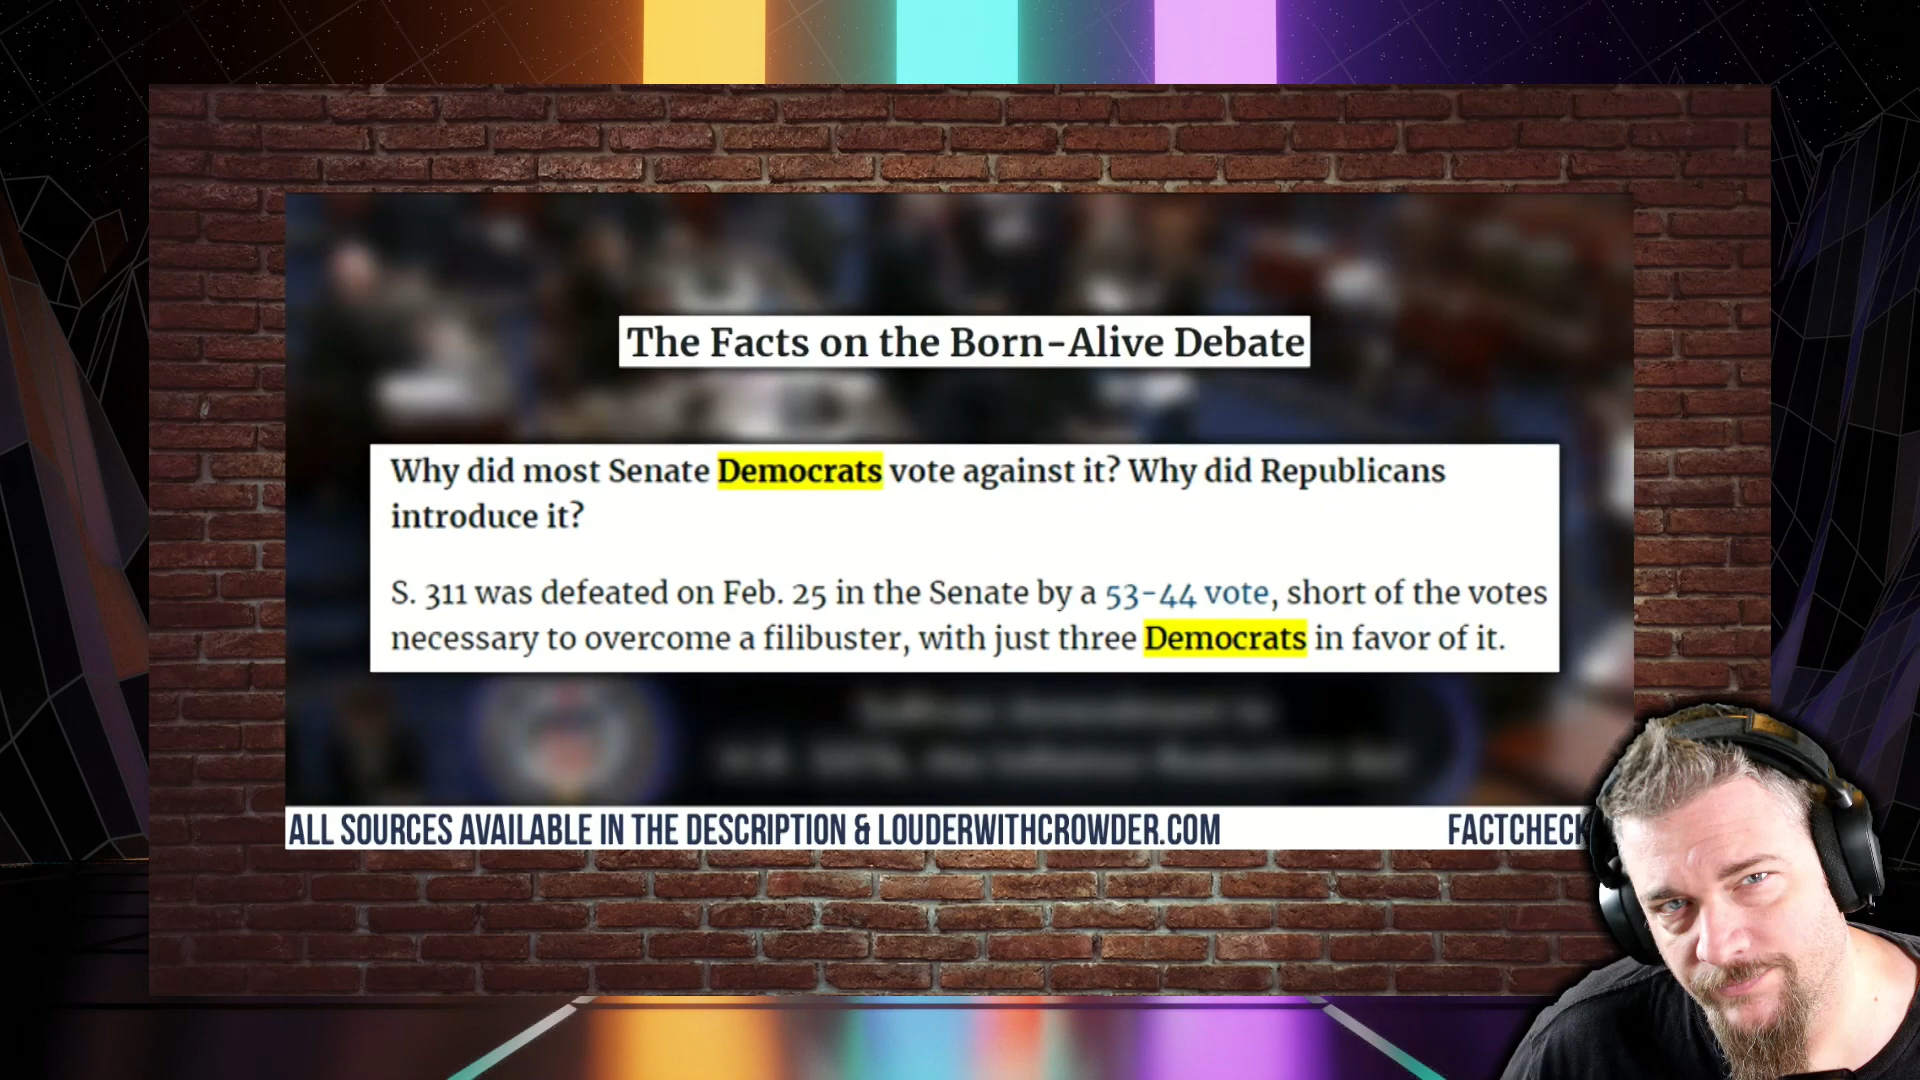 The Facts on the Born-Alive Debate
Why did most Senate Democrats vote against it? Why did Republicans
introduce it?
S. 311 was defeated on Feb. 25 in the Senate by a 53-44 vote, short of the votes
necessary to overcome a filibuster, with just three Democrats in favor of it.
ALL SOURCES AVAILABLE IN THE DESCRIPTION & LOUDERWITHCROWDER.COM
FACTCHECK